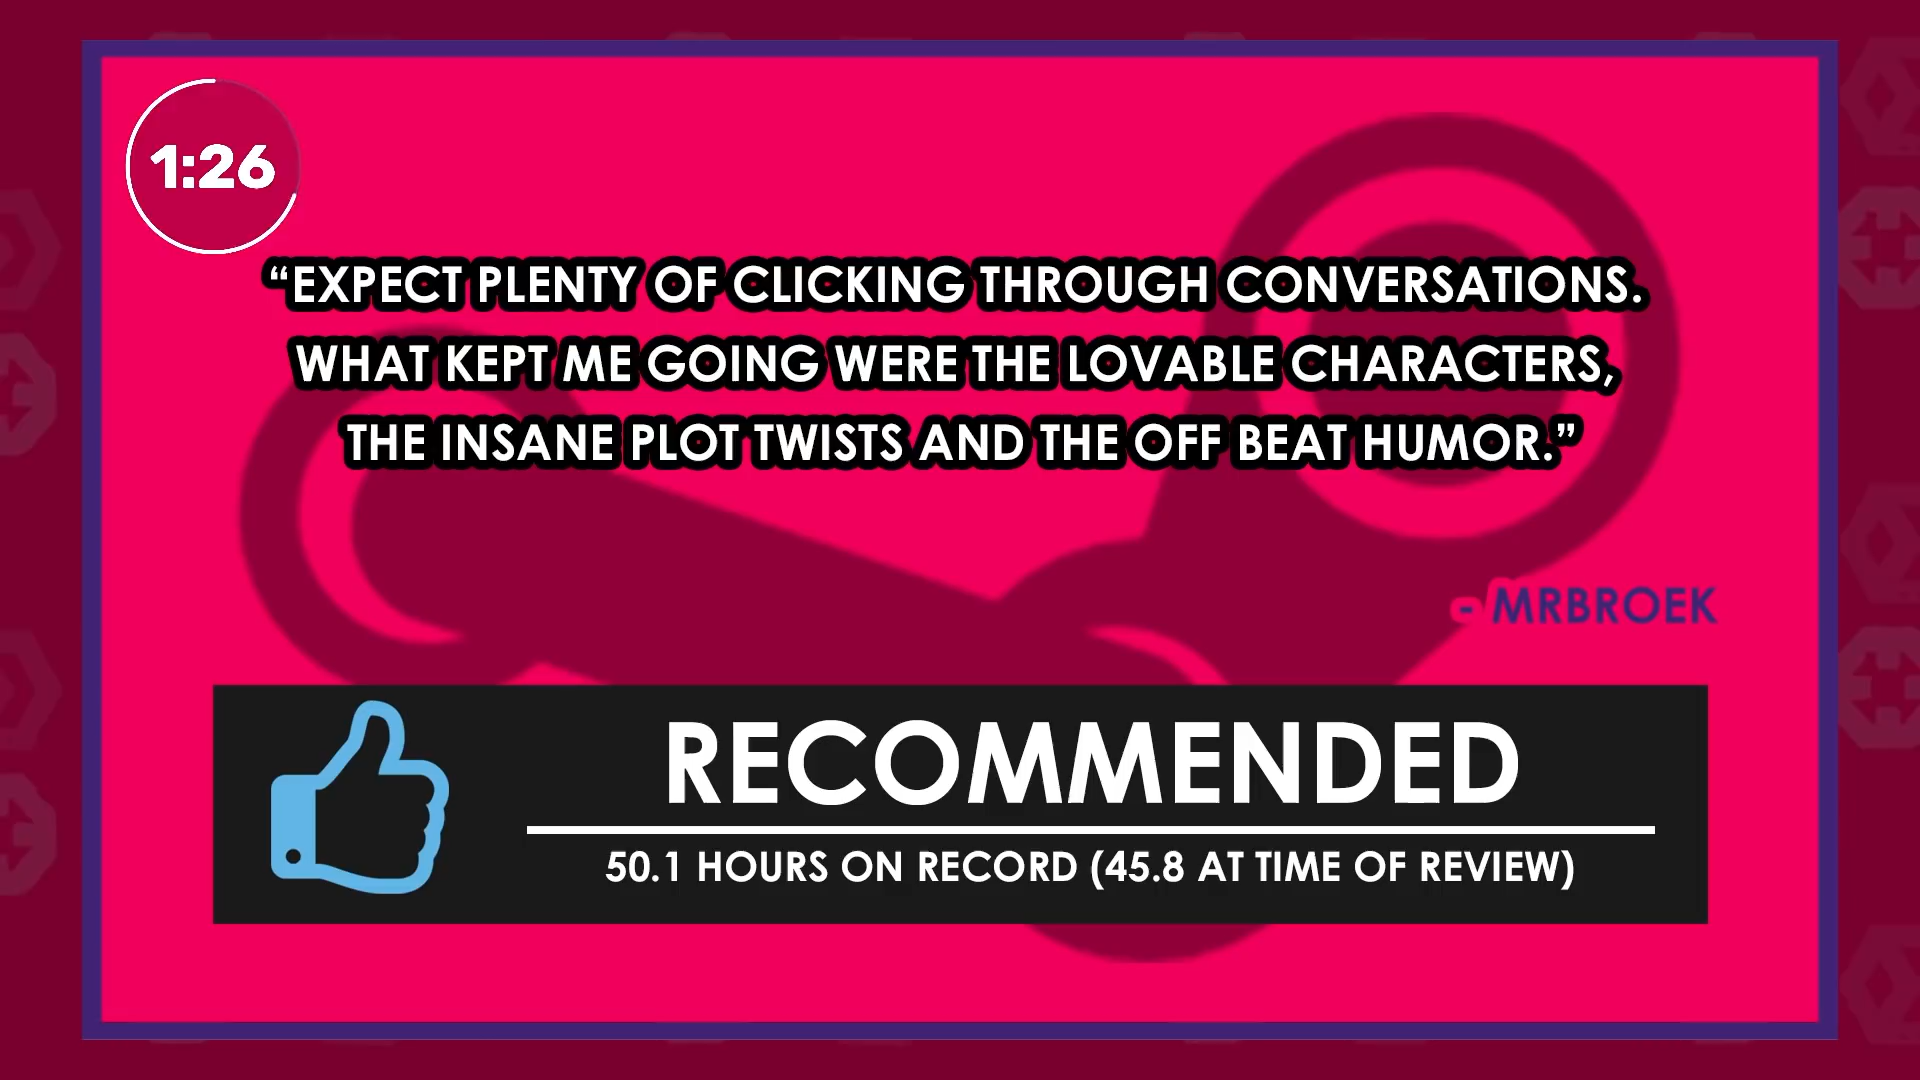 1:26
“EXPECT PLENTY OF CLICKING THROUGH CONVERSATIONS.
WHAT KEPT ME GOING WERE THE LOVABLE CHARACTERS,
THE INSANE PLOT TWISTS AND THE OFF BEAT HUMOR.”
- MRBROEK
RECOMMENDED
50.1 HOURS ON RECORD (45.8 AT TIME OF REVIEW)